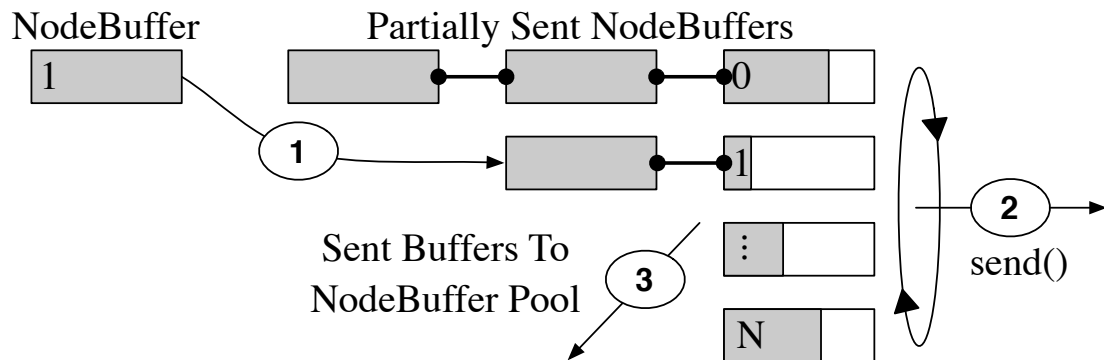 NodeBuffer
Partially Sent NodeBuffers
1
0
1
1
2
send()
Sent Buffers To
NodeBuffer Pool
3
⋮
N